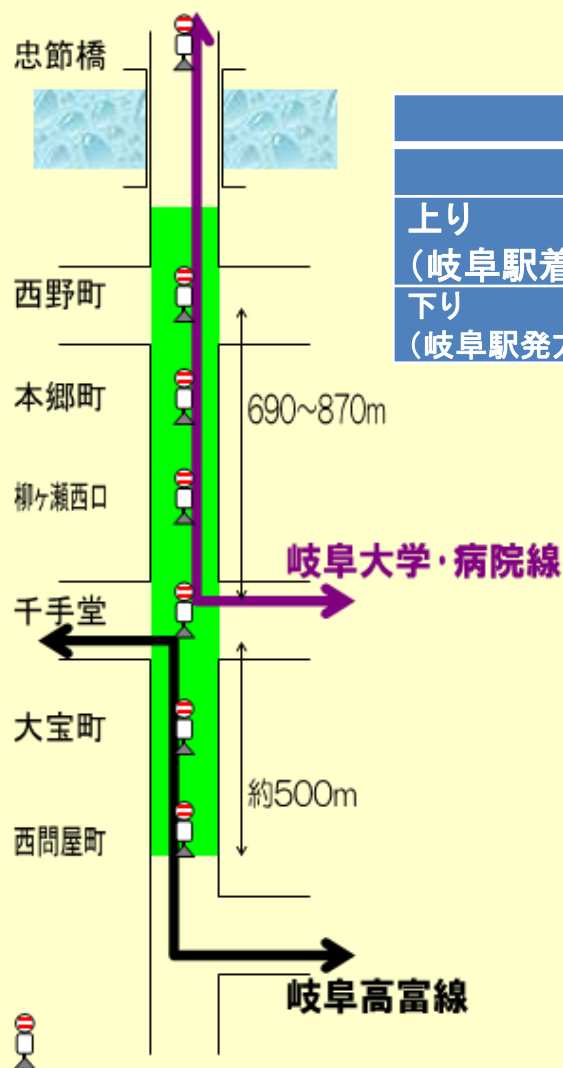 忠節橋
上り
(岐阜駅着
下り
(岐阜駅発
西野町
本郷町
690~870m
柳ヶ瀬西口
岐阜大学・病院線
千手堂
大宝町
約500m
西問屋町
岐阜高富線